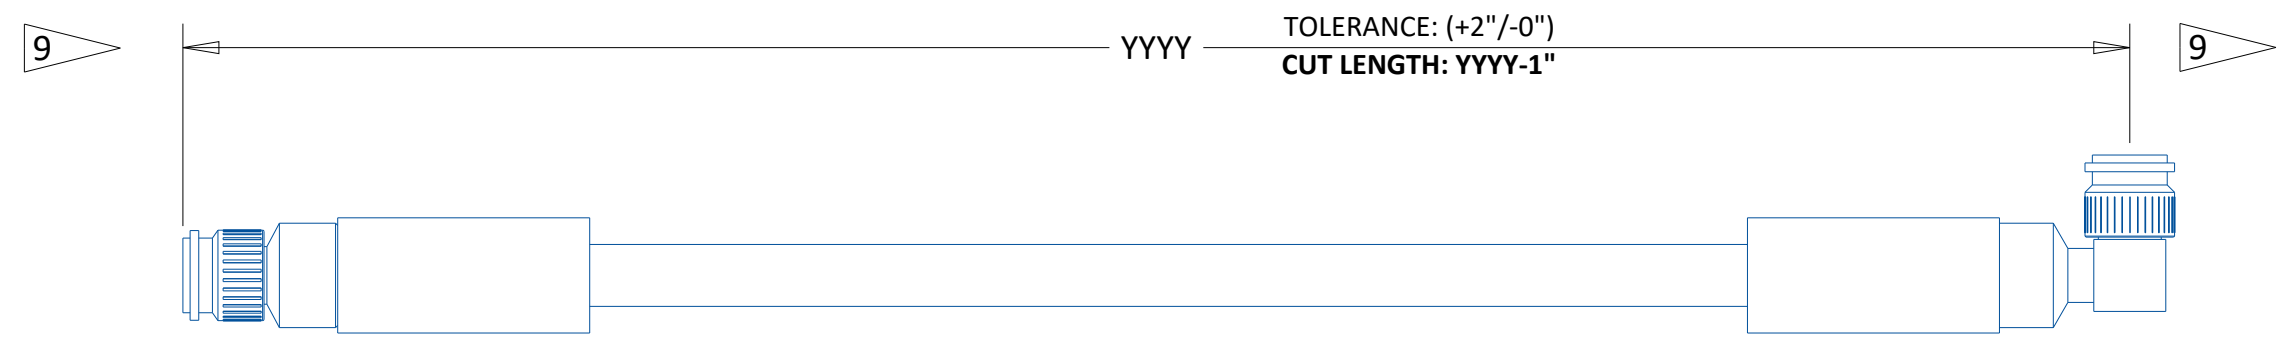 TOLERANCE: (+2"/-0")
9 YYYY 9
CUT LENGTH: YYYY-1"